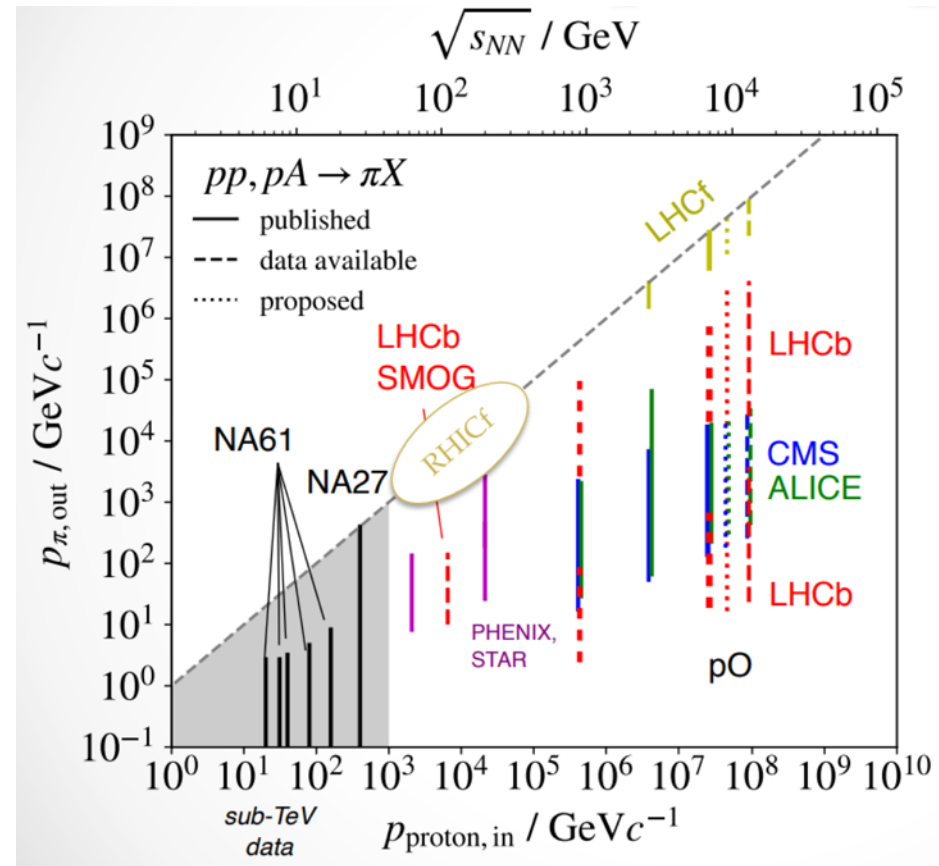 √s_NN / GeV
10^1 10^2 10^3 10^4 10^5
10^9
10^8
10^7
10^6
10^5
10^4
10^3
10^2
10^1
10^0
10^-1
p_π,out / GeVc^-1
pp, pA → πX
published
data available
proposed
LHCf
LHCb
SMOG
LHCb
RHICf
NA61
NA27
CMS
ALICE
PHENIX,
STAR
LHCb
pO
10^0 10^1 10^2 10^3 10^4 10^5 10^6 10^7 10^8 10^9 10^10
sub-TeV
data
p_proton,in / GeVc^-1